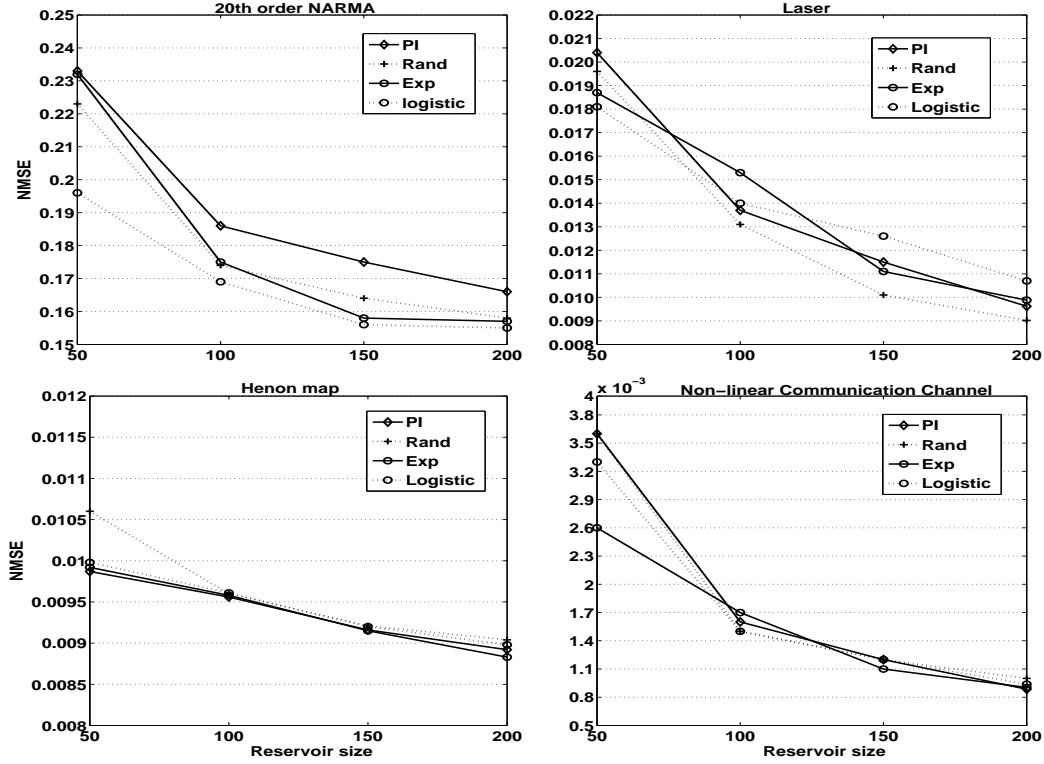 20th order NARMA
NMSE
0.25
0.24
0.23
0.22
0.21
0.2
0.19
0.18
0.17
0.16
0.15
50
100
150
200
PI
Rand
Exp
logistic
Laser
0.022
0.021
0.020
0.019
0.018
0.017
0.016
0.015
0.014
0.013
0.012
0.011
0.010
0.009
0.008
50
100
150
200
PI
Rand
Exp
Logistic
Henon map
NMSE
0.012
0.0115
0.011
0.0105
0.01
0.0095
0.009
0.0085
0.008
50
100
150
200
Reservoir size
PI
Rand
Exp
Logistic
Non−linear Communication Channel
x 10−3
4
3.8
3.5
3.2
2.9
2.6
2.3
2
1.7
1.4
1.1
0.8
0.5
50
100
150
200
Reservoir size
PI
Rand
Exp
Logistic